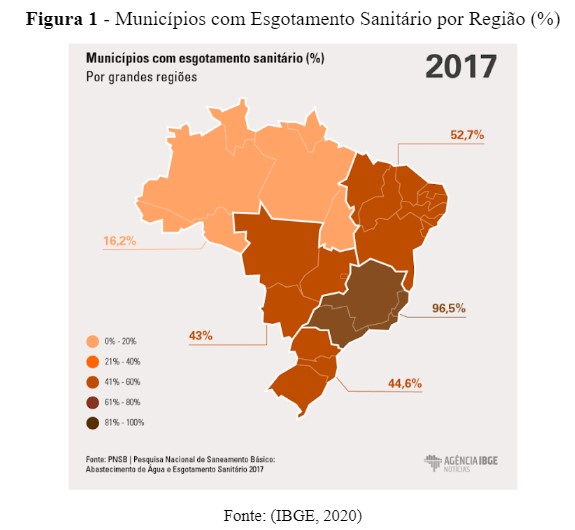 Figura 1 - Municípios com Esgotamento Sanitário por Região (%)
Municípios com esgotamento sanitário (%)
Por grandes regiões
2017
52,7%
16,2%
96,5%
43%
44,6%
0% - 20%
21% - 40%
41% - 60%
61% - 80%
81% - 100%
Fonte: PNSB | Pesquisa Nacional de Saneamento Básico:
Abastecimento de Água e Esgotamento Sanitário 2017
AGÊNCIA IBGE
NOTÍCIAS
Fonte: (IBGE, 2020)